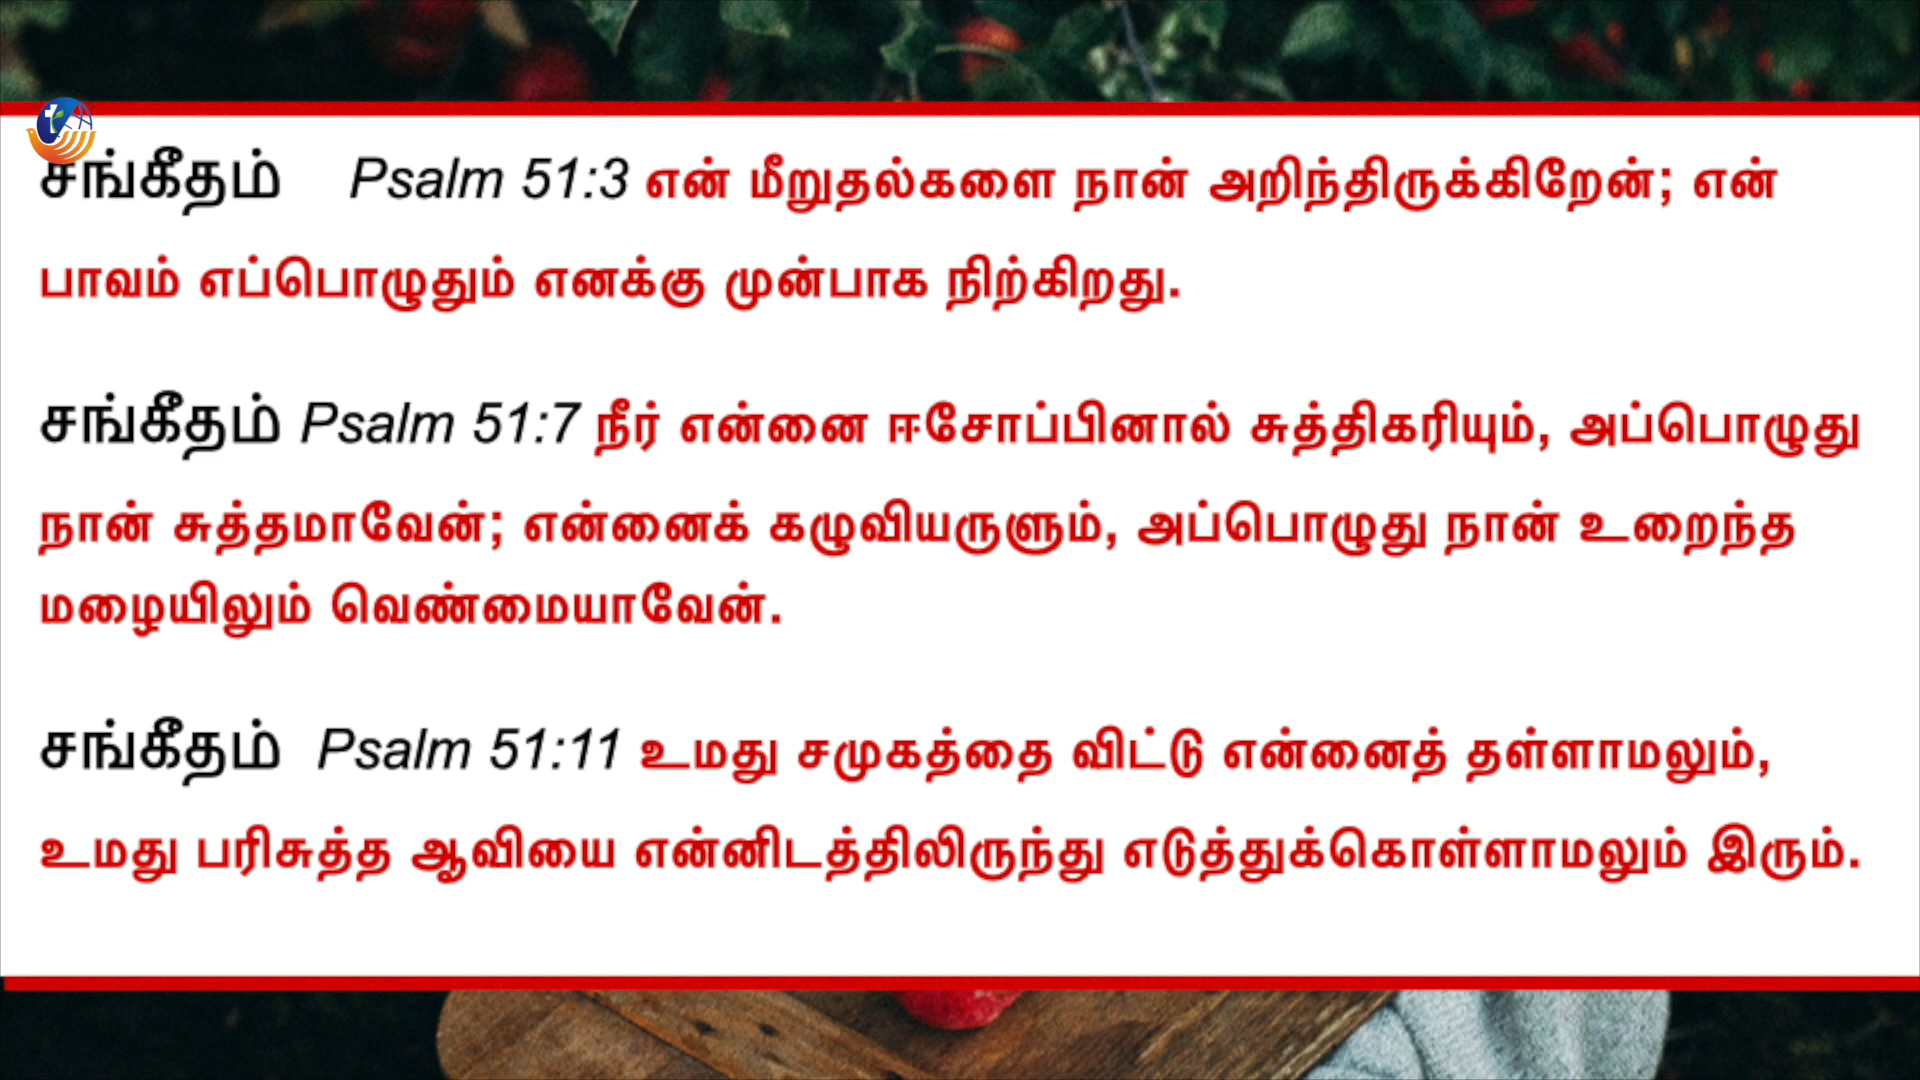 சங்கீதம் Psalm 51:3 என் மீறுதல்களை நான் அறிந்திருக்கிறேன்; என்
பாவம் எப்பொழுதும் எனக்கு முன்பாக நிற்கிறது.
சங்கீதம் Psalm 51:7 நீர் என்னை ஈசோப்பினால் சுத்திகரியும், அப்பொழுது
நான் சுத்தமாவேன்; என்னைக் கழுவியருளும், அப்பொழுது நான் உறைந்த
மழையிலும் வெண்மையாவேன்.
சங்கீதம் Psalm 51:11 உமது சமுகத்தை விட்டு என்னைத் தள்ளாமலும்,
உமது பரிசுத்த ஆவியை என்னிடத்திலிருந்து எடுத்துக்கொள்ளாமலும் இரும்.